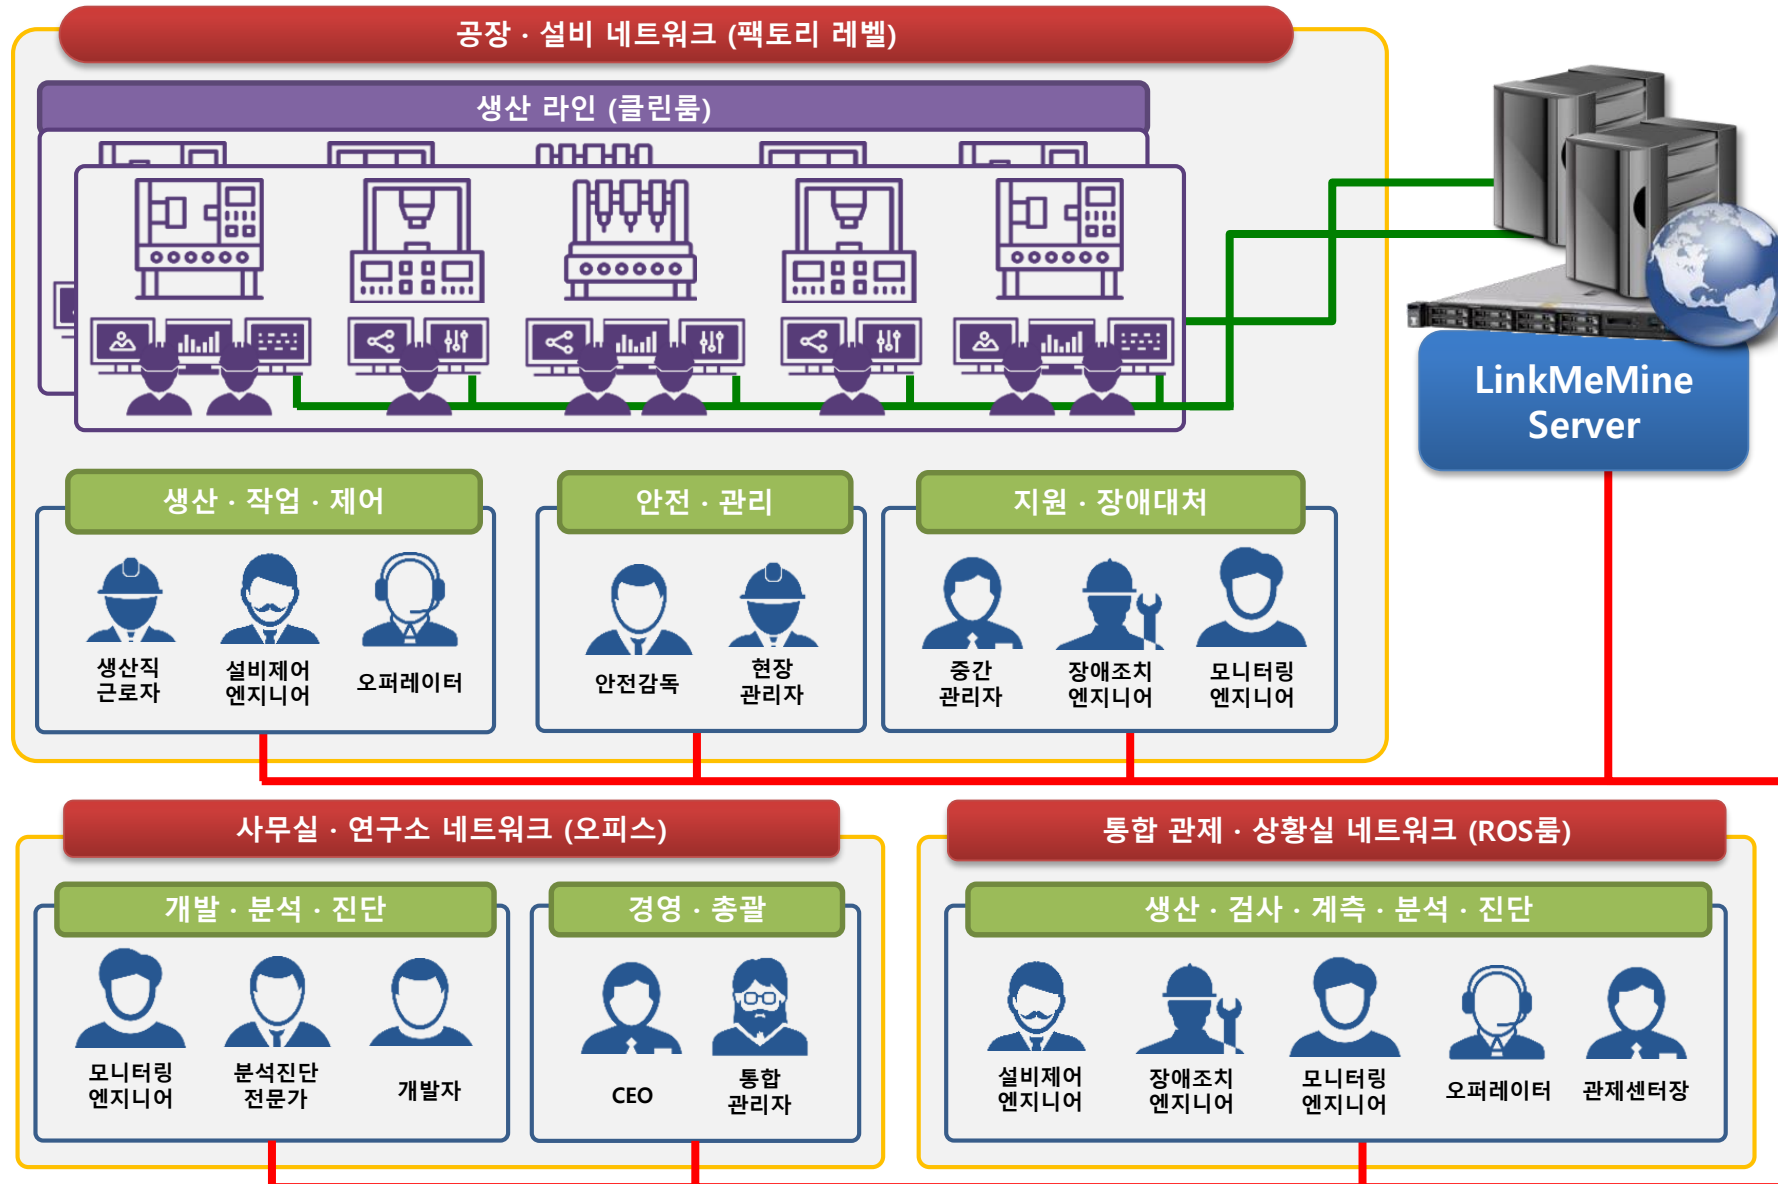 공장 · 설비 네트워크 (팩토리 레벨)
생산 라인 (클린룸)
LinkMeMine
Server
생산 · 작업 · 제어
안전 · 관리
지원 · 장애대처
생산직
근로자
설비제어
엔지니어
오퍼레이터
안전감독
현장
관리자
중간
관리자
장애조치
엔지니어
모니터링
엔지니어
사무실 · 연구소 네트워크 (오피스)
통합 관제 · 상황실 네트워크 (ROS룸)
개발 · 분석 · 진단
경영 · 총괄
생산 · 검사 · 계측 · 분석 · 진단
모니터링
엔지니어
분석진단
전문가
개발자
CEO
통합
관리자
설비제어
엔지니어
장애조치
엔지니어
모니터링
엔지니어
오퍼레이터
관제센터장